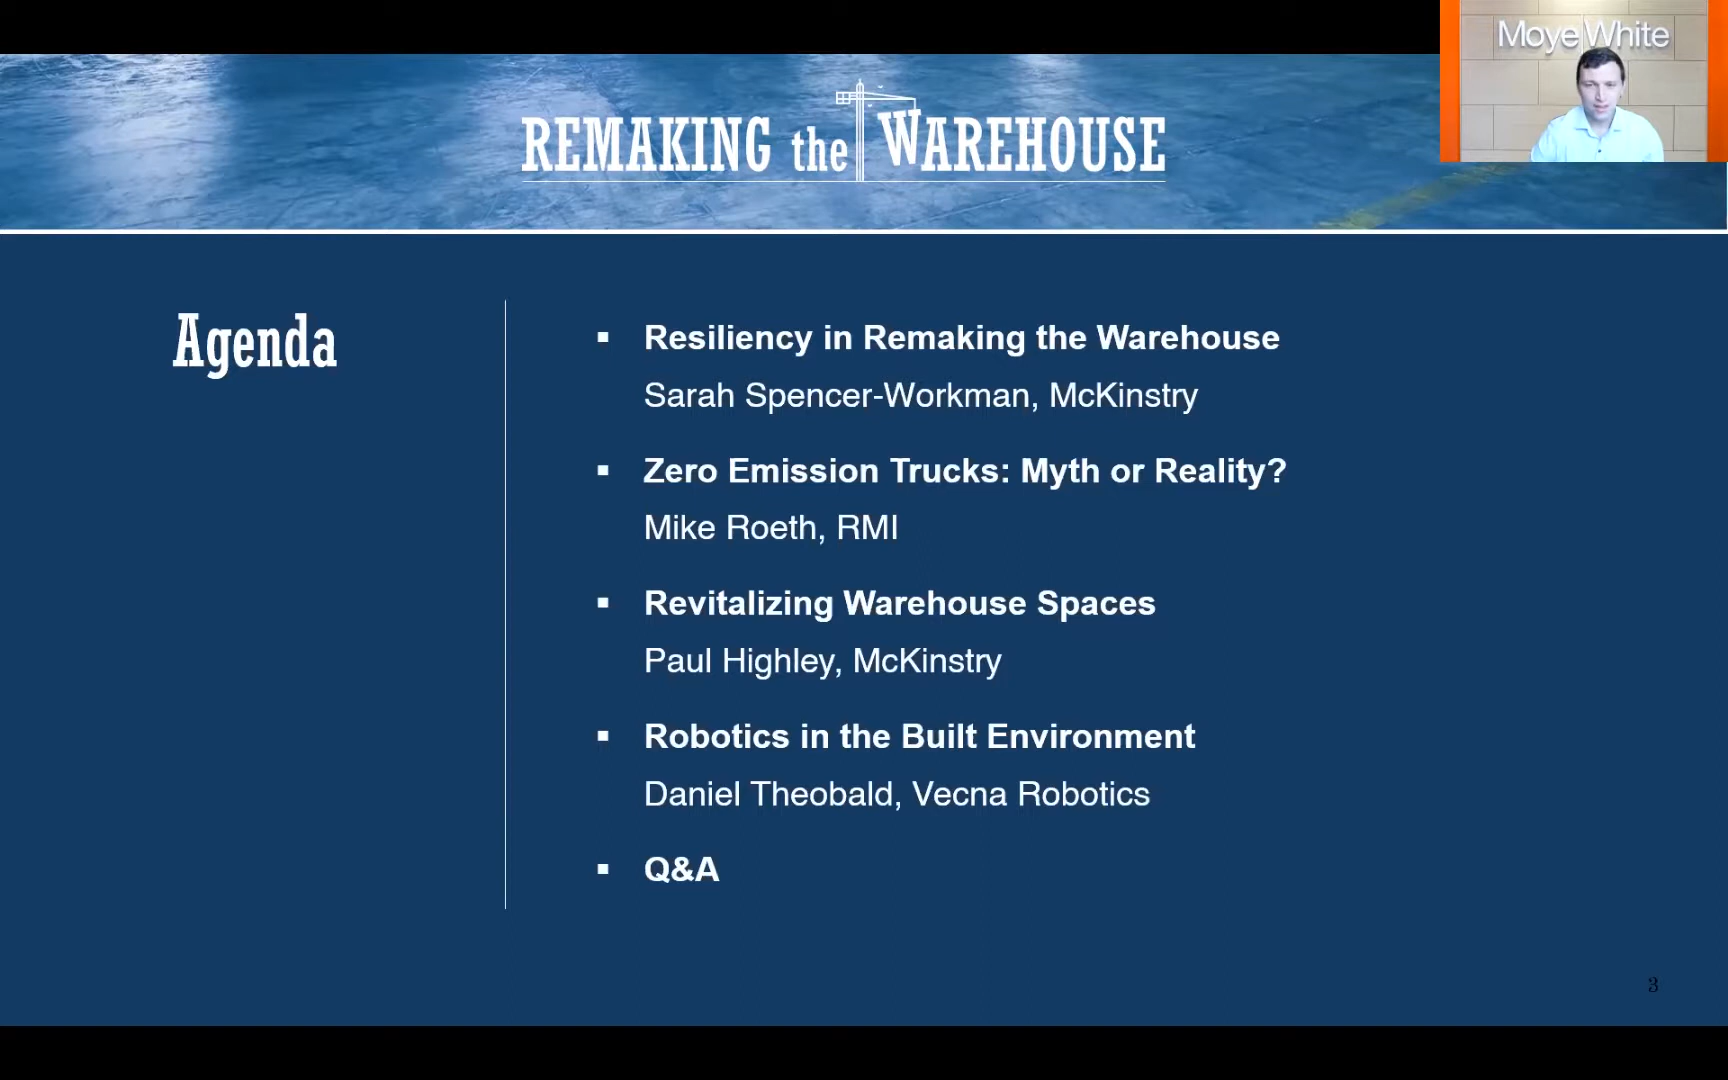 Moye White
REMAKING the WAREHOUSE
Agenda
▪ Resiliency in Remaking the Warehouse
Sarah Spencer-Workman, McKinstry
▪ Zero Emission Trucks: Myth or Reality?
Mike Roeth, RMI
▪ Revitalizing Warehouse Spaces
Paul Highley, McKinstry
▪ Robotics in the Built Environment
Daniel Theobald, Vecna Robotics
▪ Q&A
3